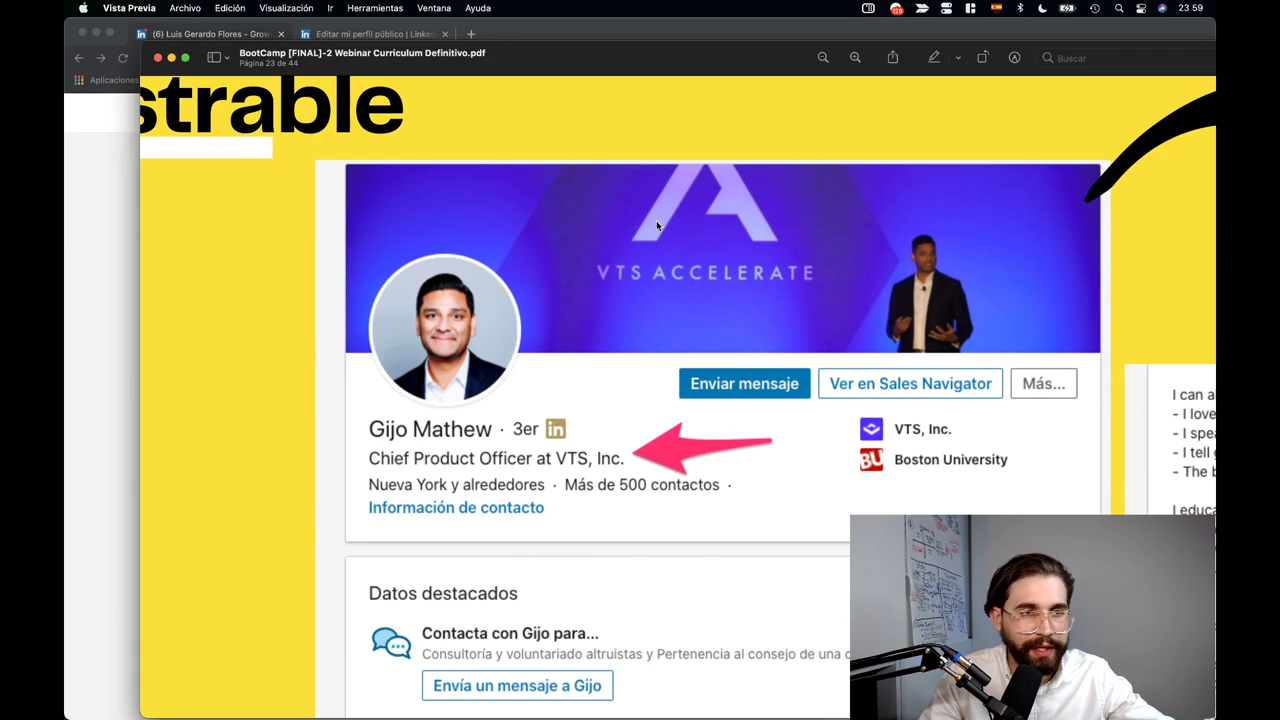 Vista Previa Archivo Edición Visualización Ir Herramientas Ventana Ayuda 23 59
(6) Luis Gerardo Flores - Grow
Editar mi perfil público | Linke
Aplicaciones
BootCamp [FINAL]-2 Webinar Curriculum Definitivo.pdf
Página 23 de 44
Buscar
strable
VTS ACCELERATE
Enviar mensaje
Ver en Sales Navigator
Más...
Gijo Mathew · 3er in
Chief Product Officer at VTS, Inc.
Nueva York y alrededores · Más de 500 contactos ·
Información de contacto
VTS, Inc.
BU Boston University
I can a
- I love
- I spe
- I tell
- The b
I educa
Datos destacados
Contacta con Gijo para...
Consultoría y voluntariado altruistas y Pertenencia al consejo de una
Envía un mensaje a Gijo